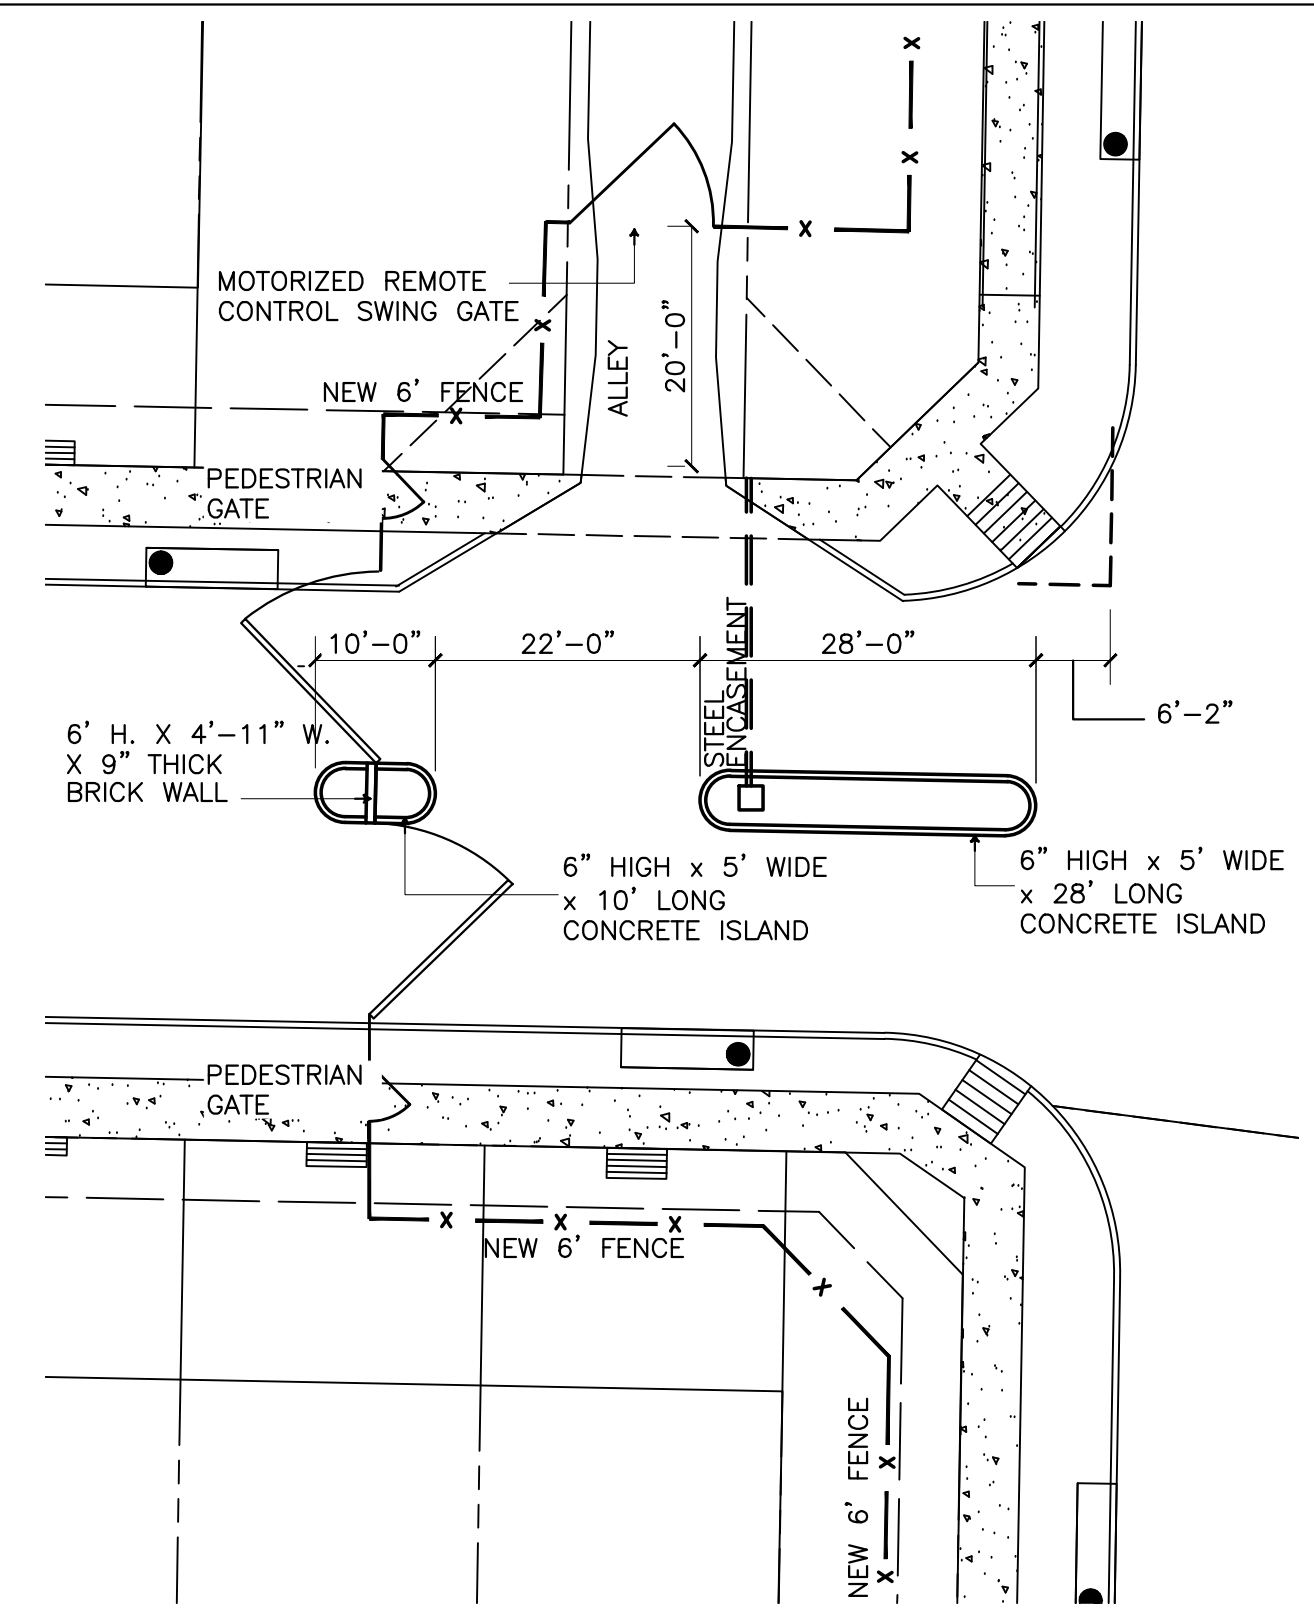 MOTORIZED REMOTE
CONTROL SWING GATE
ALLEY
20'-0"
NEW 6' FENCE
PEDESTRIAN
GATE
10'-0"
22'-0"
28'-0"
6'-2"
STEEL
ENCASEMENT
6' H. X 4'-11" W.
X 9" THICK
BRICK WALL
6" HIGH x 5' WIDE
x 10' LONG
CONCRETE ISLAND
6" HIGH x 5' WIDE
x 28' LONG
CONCRETE ISLAND
PEDESTRIAN
GATE
NEW 6' FENCE
NEW 6' FENCE